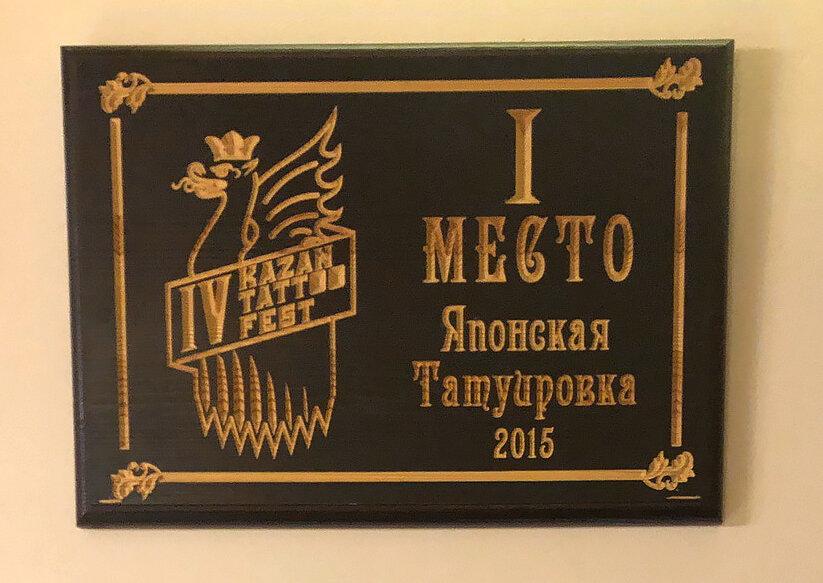 IV
KAZAN
TATTOO
FEST
I
МЕСТО
Японская
Татуировка
2015